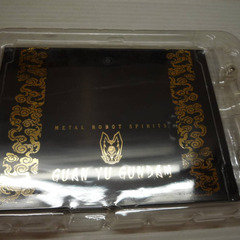 METAL ROBOT SPIRITS
GUAN YU GUNDAM